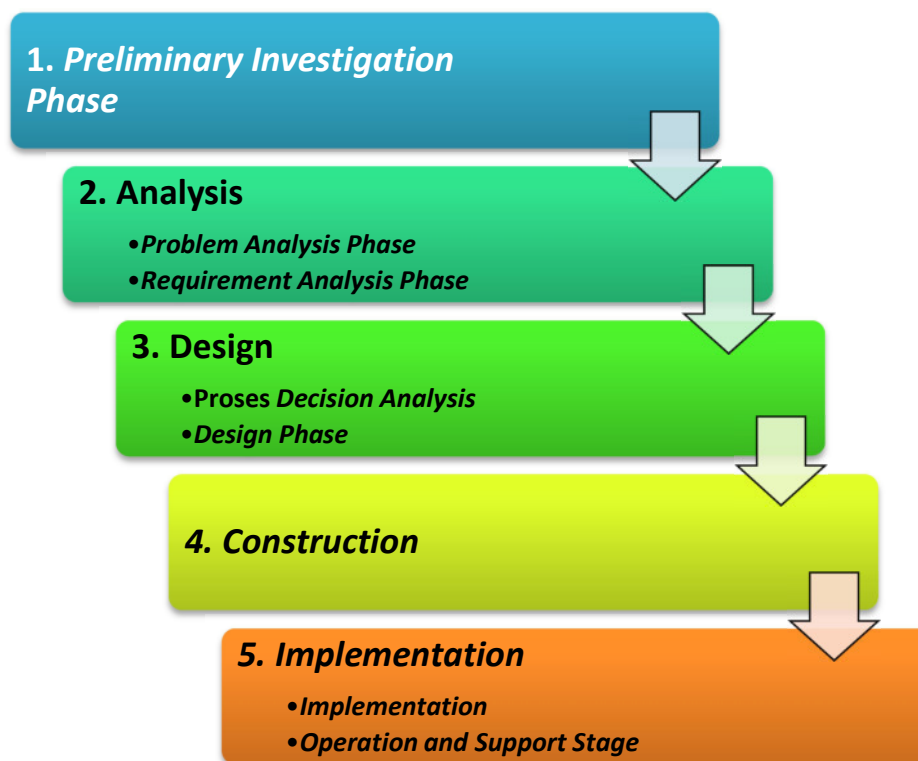 1. Preliminary Investigation
Phase
2. Analysis
•Problem Analysis Phase
•Requirement Analysis Phase
3. Design
•Proses Decision Analysis
•Design Phase
4. Construction
5. Implementation
•Implementation
•Operation and Support Stage